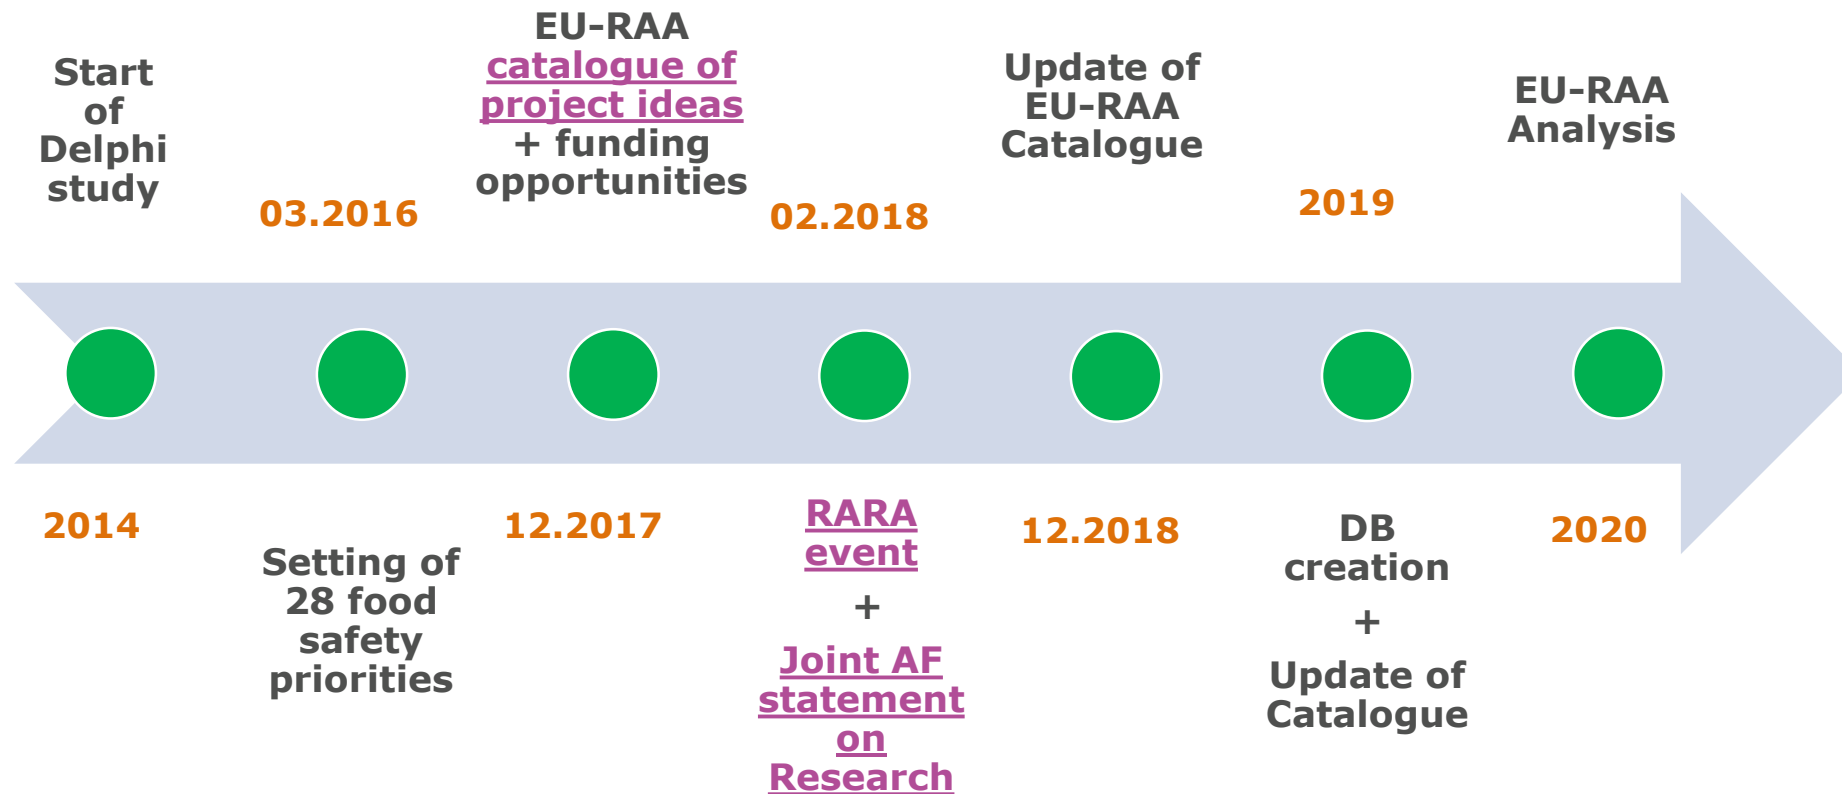 Start
of
Delphi
study
2014
03.2016
Setting of
28 food
safety
priorities
EU-RAA
catalogue of
project ideas
+ funding
opportunities
12.2017
02.2018
RARA
event
+
Joint AF
statement
on
Research
Update of
EU-RAA
Catalogue
12.2018
2019
DB
creation
+
Update of
Catalogue
EU-RAA
Analysis
2020